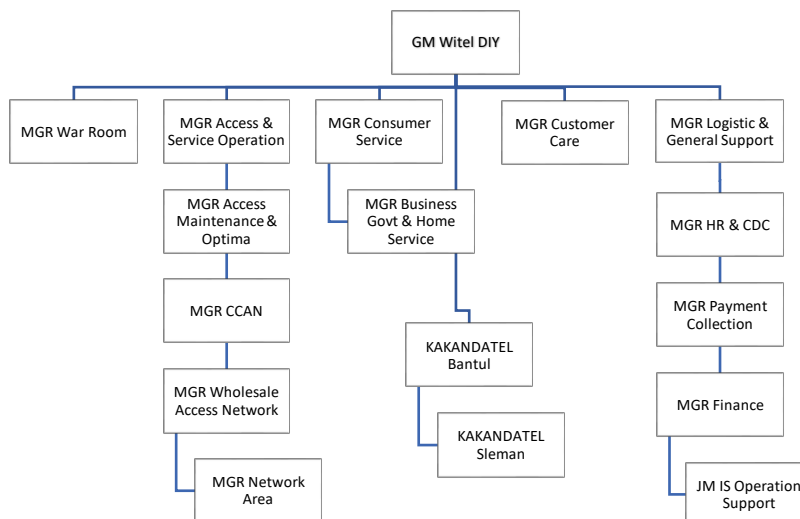 GM Witel DIY
MGR War Room
MGR Access &
Service Operation
MGR Consumer
Service
MGR Customer
Care
MGR Logistic &
General Support
MGR Access
Maintenance &
Optima
MGR Business
Govt & Home
Service
MGR HR & CDC
MGR CCAN
MGR Payment
Collection
KAKANDATEL
Bantul
MGR Wholesale
Access Network
MGR Finance
KAKANDATEL
Sleman
MGR Network
Area
JM IS Operation
Support